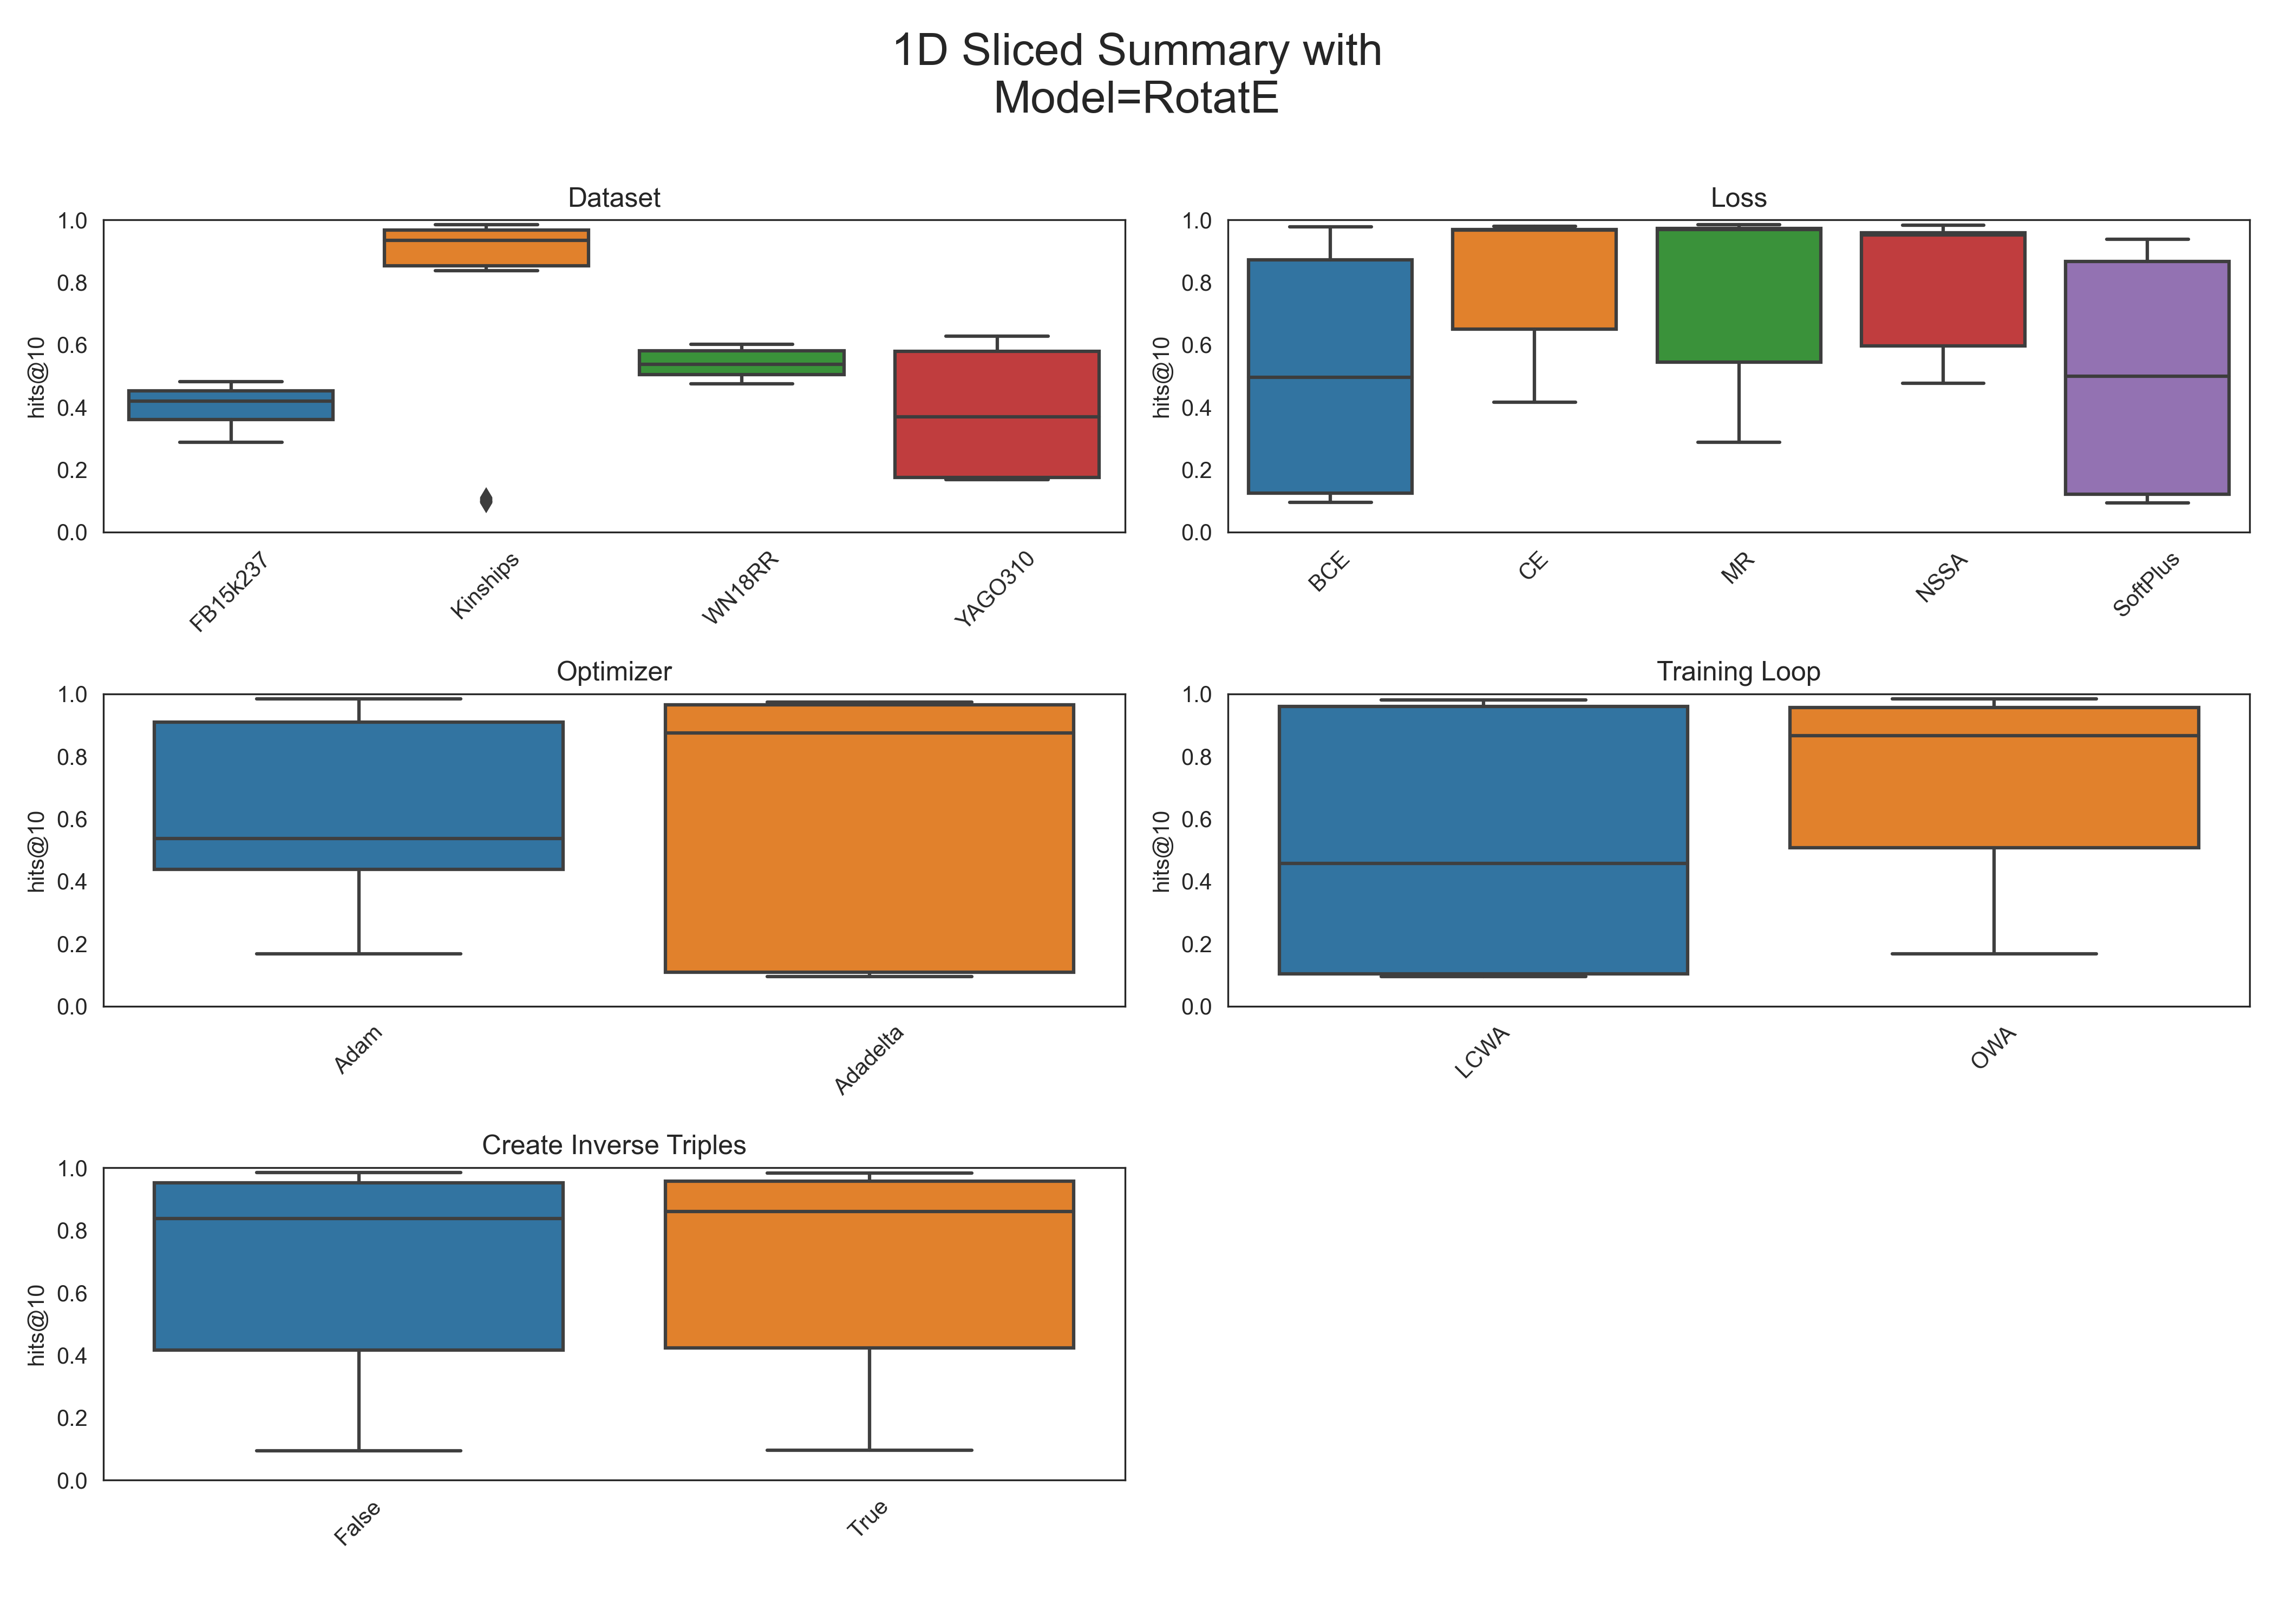 1D Sliced Summary with
Model=RotatE
Dataset
hits@10
1.0
0.8
0.6
0.4
0.2
0.0
FB15k237
Kinships
WN18RR
YAGO310
Loss
hits@10
1.0
0.8
0.6
0.4
0.2
0.0
BCE
CE
MR
NSSA
SoftPlus
Optimizer
hits@10
1.0
0.8
0.6
0.4
0.2
0.0
Adam
Adadelta
Training Loop
hits@10
1.0
0.8
0.6
0.4
0.2
0.0
LCWA
OWA
Create Inverse Triples
hits@10
1.0
0.8
0.6
0.4
0.2
0.0
False
True